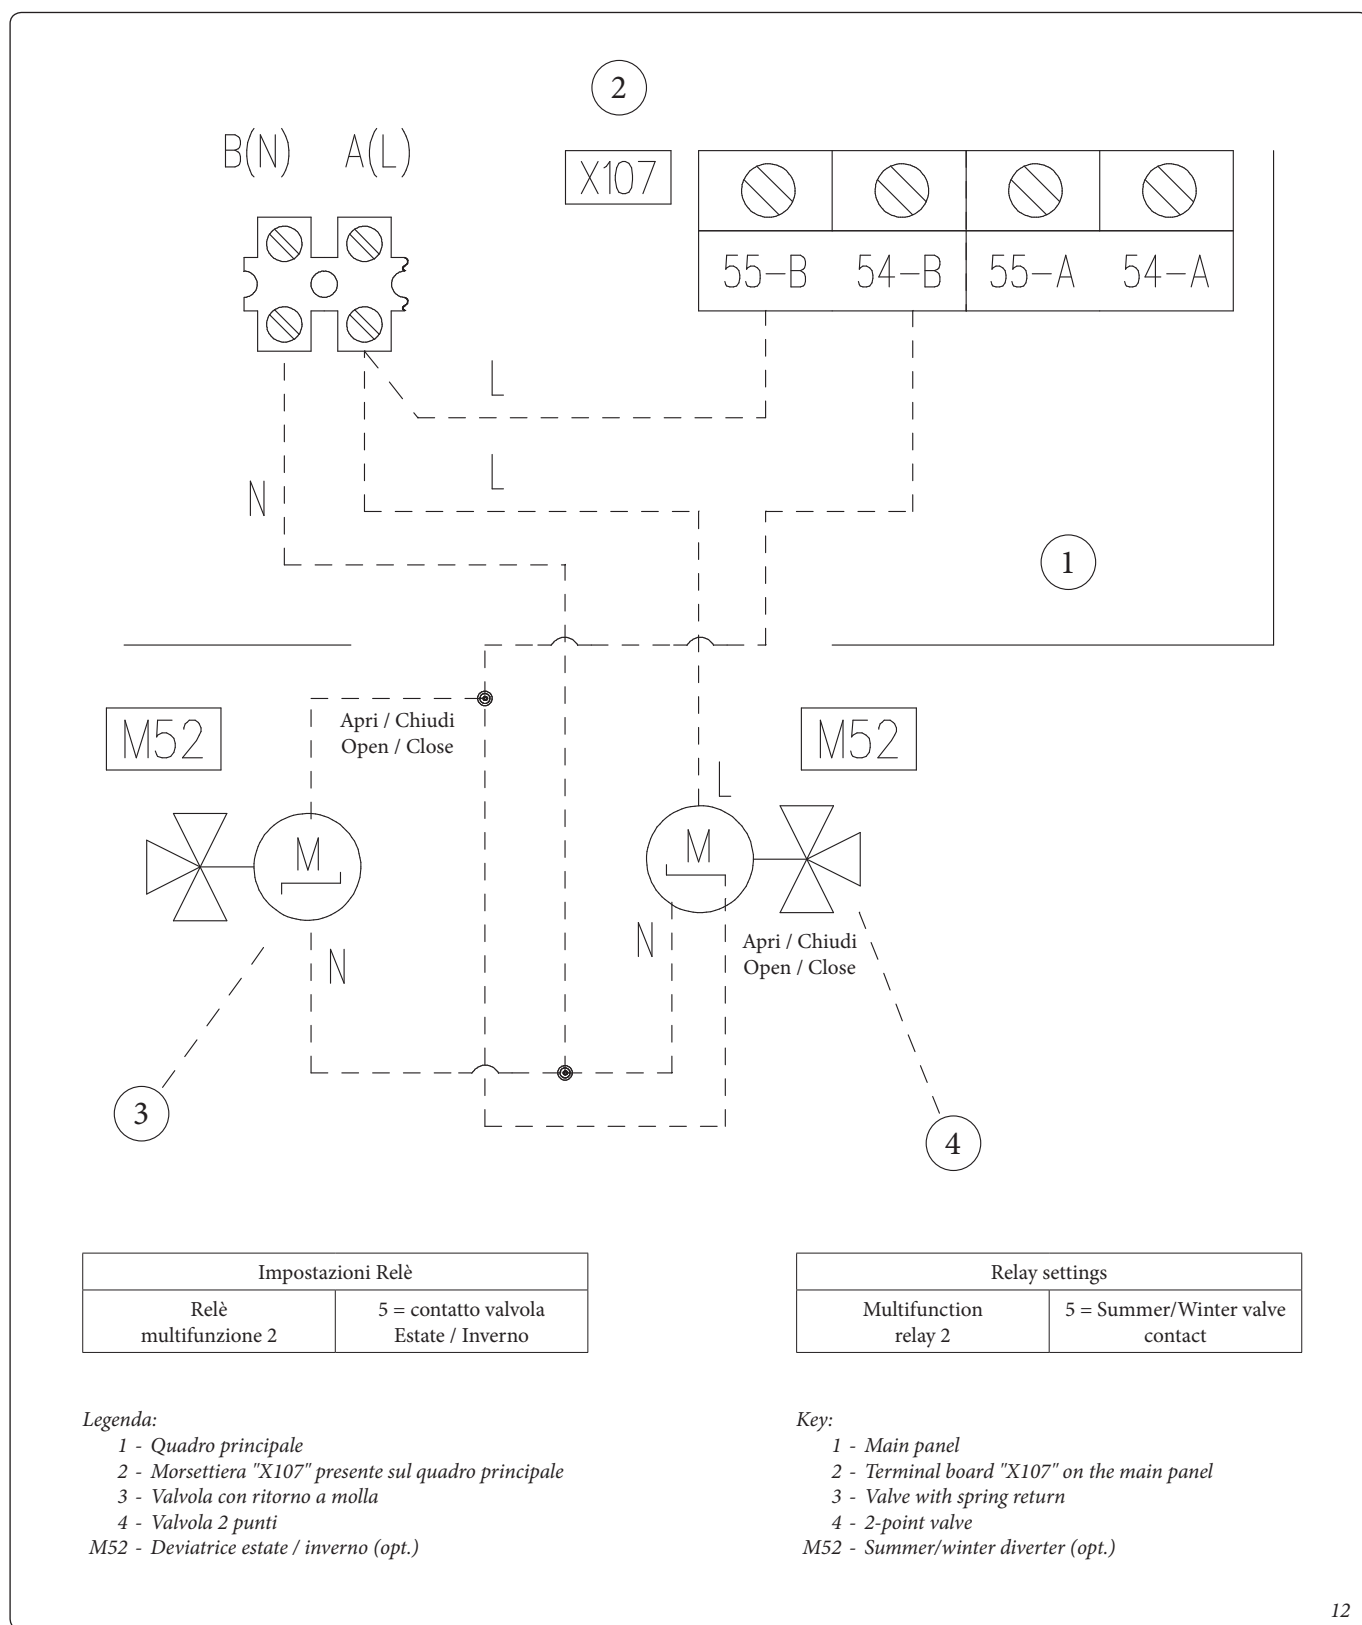 2
B(N) A(L)
X107
55-B 54-B 55-A 54-A
L
L
N
1
M52
Apri / Chiudi
Open / Close
M52
L
M
M
N
N
Apri / Chiudi
Open / Close
3
4
Impostazioni Relè
Relè
multifunzione 2
5 = contatto valvola
Estate / Inverno
Relay settings
Multifunction
relay 2
5 = Summer/Winter valve
contact
Legenda:
1 - Quadro principale
2 - Morsettiera "X107" presente sul quadro principale
3 - Valvola con ritorno a molla
4 - Valvola 2 punti
M52 - Deviatrice estate / inverno (opt.)
Key:
1 - Main panel
2 - Terminal board "X107" on the main panel
3 - Valve with spring return
4 - 2-point valve
M52 - Summer/winter diverter (opt.)
12